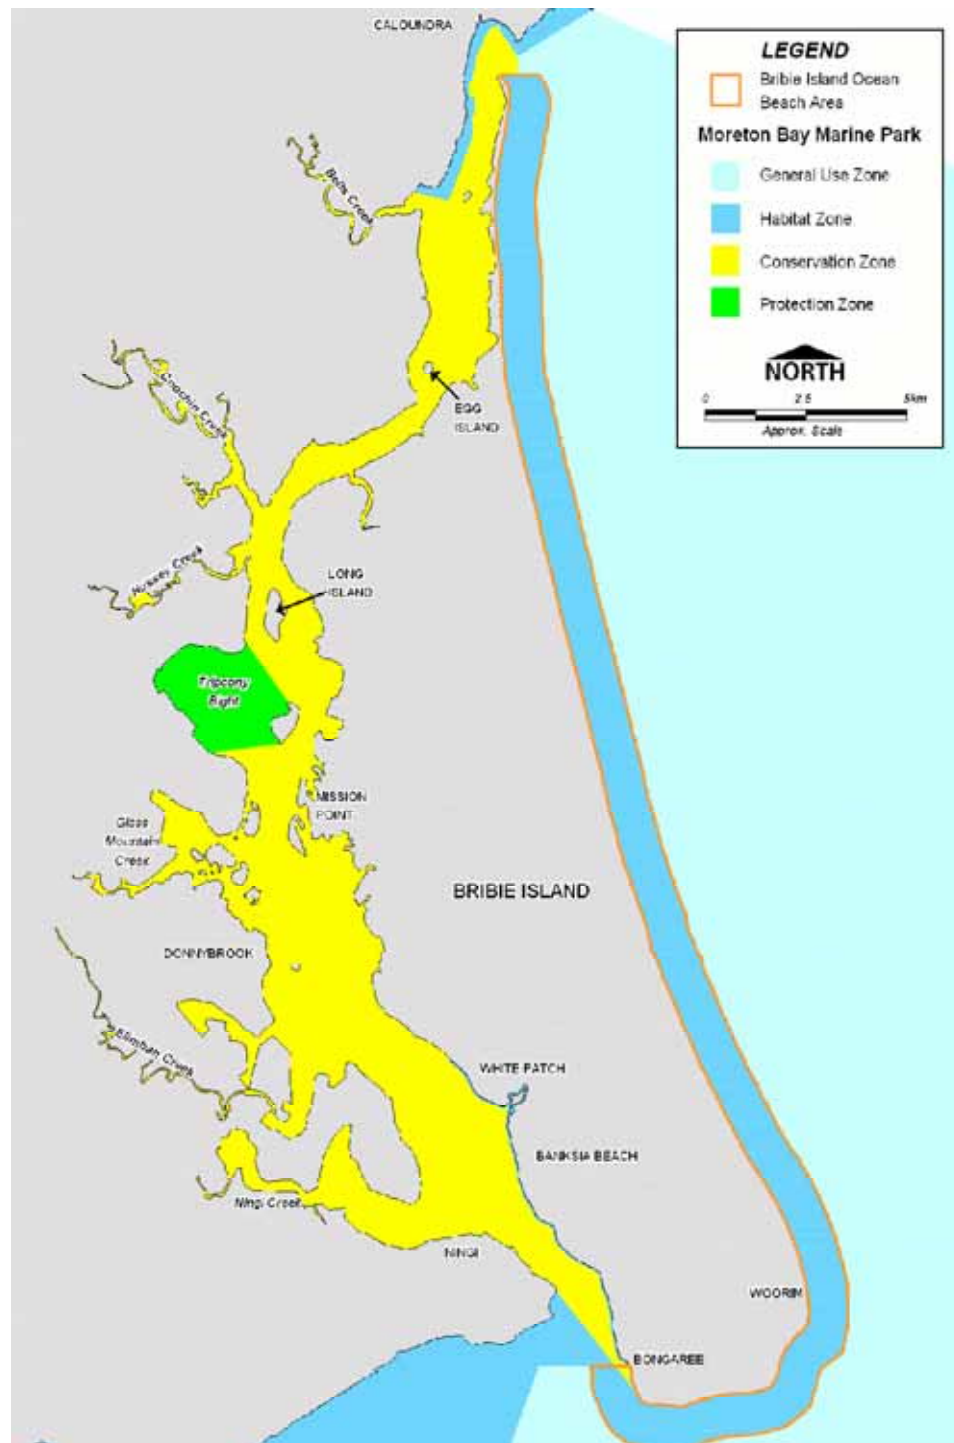 CALOUNDRA
LEGEND
Bribie Island Ocean
Beach Area
Moreton Bay Marine Park
General Use Zone
Habitat Zone
Conservation Zone
Protection Zone
NORTH
0 2.5 5km
Approx. Scale
Bells Creek
Coochin Creek
EGG
ISLAND
Hussey Creek
LONG
ISLAND
Tripcony
Bight
MISSION
POINT
Glass
Mountain
Creek
BRIBIE ISLAND
DONNYBROOK
Elimbah Creek
WHITE PATCH
BANKSIA BEACH
Ningi Creek
NINGI
WOORIM
BONGAREE